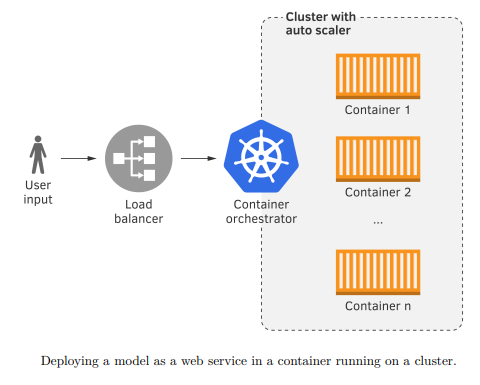 Cluster with
auto scaler
Container 1
User
input
Load
balancer
Container
orchestrator
Container 2
...
Container n
Deploying a model as a web service in a container running on a cluster.